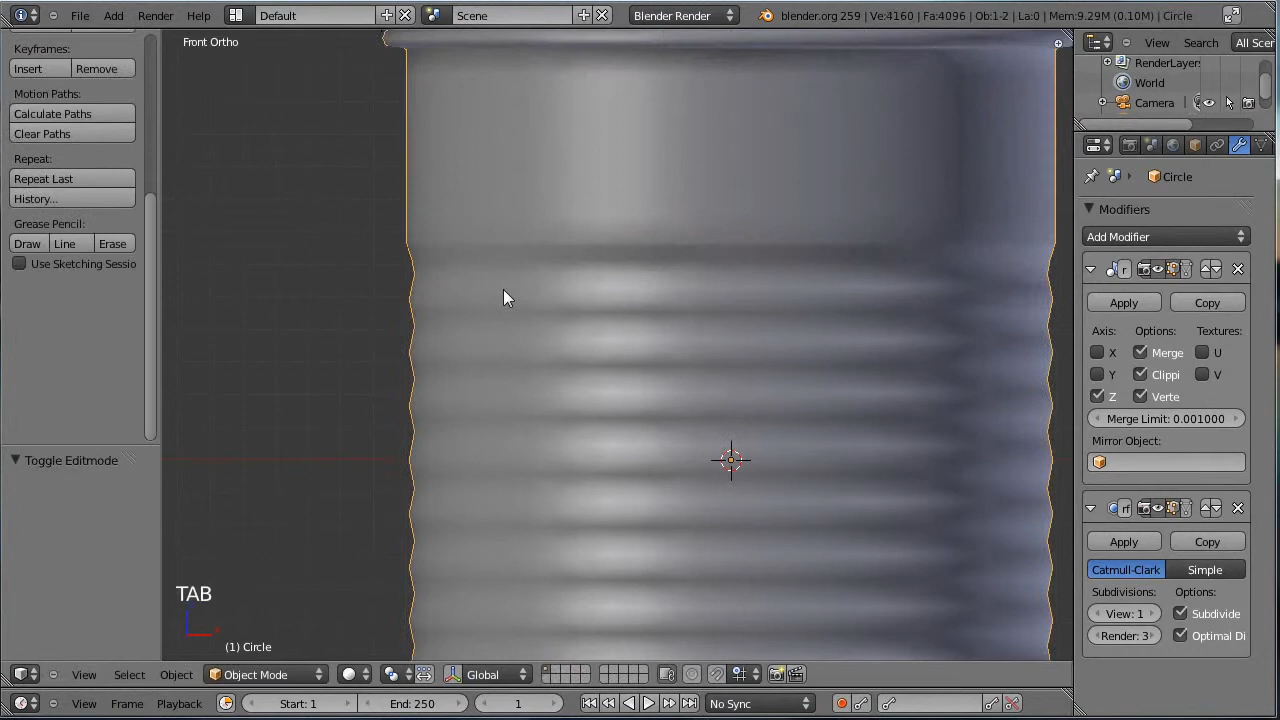 File Add Render Help Default Scene Blender Render blender.org 259 | Ve:4160 | Fa:4096 | Ob:1-2 | La:0 | Mem:9.29M (0.10M) | Circle
Front Ortho
View Search All Scen
RenderLayers
World
Camera
Keyframes:
Insert Remove
Motion Paths:
Calculate Paths
Clear Paths
Repeat:
Repeat Last
History...
Grease Pencil:
Draw Line Erase
Use Sketching Sessio
Toggle Editmode
Circle
Modifiers
Add Modifier
r
Apply Copy
Axis: Options: Textures:
X Merge U
Y Clippi V
Z Verte
Merge Limit: 0.001000
Mirror Object:
rf
Apply Copy
Catmull-Clark Simple
Subdivisions: Options:
View: 1 Subdivide
Render: 3 Optimal Di
TAB
(1) Circle
View Select Object Object Mode Global
View Frame Playback Start: 1 End: 250 1 No Sync